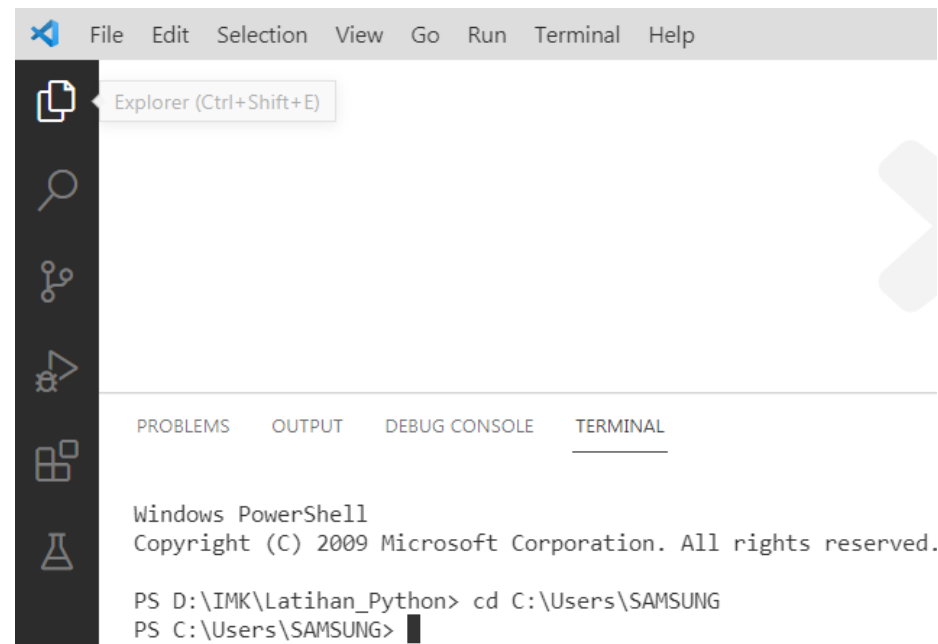 File Edit Selection View Go Run Terminal Help
Explorer (Ctrl+Shift+E)
PROBLEMS OUTPUT DEBUG CONSOLE TERMINAL
Windows PowerShell
Copyright (C) 2009 Microsoft Corporation. All rights reserved.
PS D:\IMK\Latihan_Python> cd C:\Users\SAMSUNG
PS C:\Users\SAMSUNG>